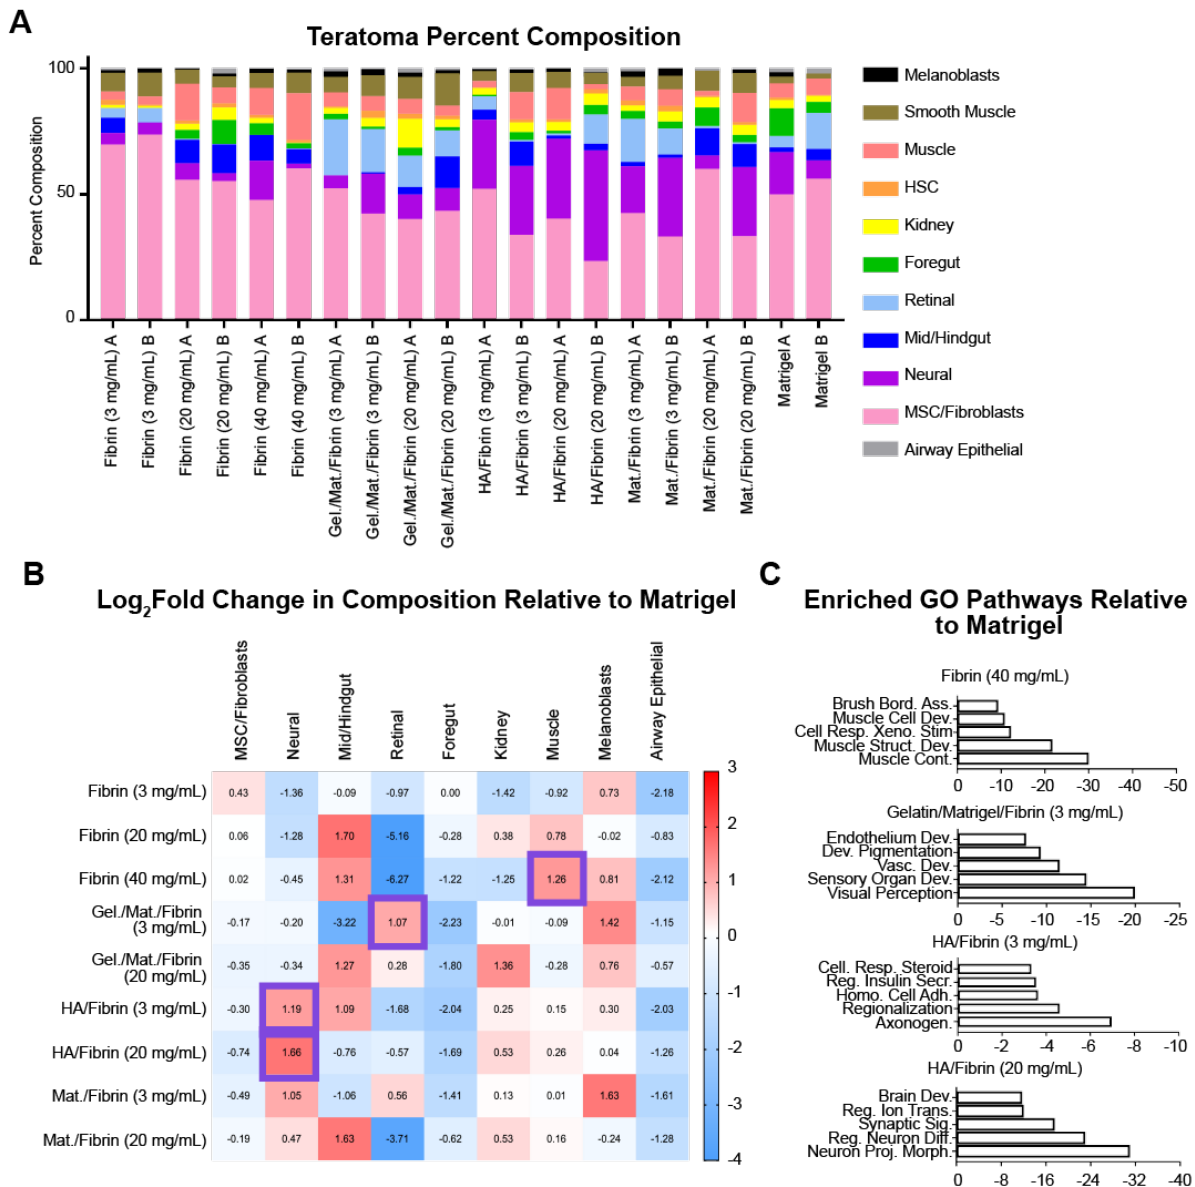 A
Teratoma Percent Composition
100
50
0
Percent Composition
Fibrin (3 mg/mL) A
Fibrin (3 mg/mL) B
Fibrin (20 mg/mL) A
Fibrin (20 mg/mL) B
Fibrin (40 mg/mL) A
Fibrin (40 mg/mL) B
Gel./Mat./Fibrin (3 mg/mL) A
Gel./Mat./Fibrin (3 mg/mL) B
Gel./Mat./Fibrin (20 mg/mL) A
Gel./Mat./Fibrin (20 mg/mL) B
HA/Fibrin (3 mg/mL) A
HA/Fibrin (3 mg/mL) B
HA/Fibrin (20 mg/mL) A
HA/Fibrin (20 mg/mL) B
Mat./Fibrin (3 mg/mL) A
Mat./Fibrin (3 mg/mL) B
Mat./Fibrin (20 mg/mL) A
Mat./Fibrin (20 mg/mL) B
Matrigel A
Matrigel B
Melanoblasts
Smooth Muscle
Muscle
HSC
Kidney
Foregut
Retinal
Mid/Hindgut
Neural
MSC/Fibroblasts
Airway Epithelial
B
Log2Fold Change in Composition Relative to Matrigel
MSC/Fibroblasts
Neural
Mid/Hindgut
Retinal
Foregut
Kidney
Muscle
Melanoblasts
Airway Epithelial
Fibrin (3 mg/mL) 0.43 -1.36 -0.09 -0.97 0.00 -1.42 -0.92 0.73 -2.18
Fibrin (20 mg/mL) 0.06 -1.28 1.70 -5.16 -0.28 0.38 0.78 -0.02 -0.83
Fibrin (40 mg/mL) 0.02 -0.45 1.31 -6.27 -1.22 -1.25 1.26 0.81 -2.12
Gel./Mat./Fibrin
(3 mg/mL) -0.17 -0.20 -3.22 1.07 -2.23 -0.01 -0.09 1.42 -1.15
Gel./Mat./Fibrin
(20 mg/mL) -0.35 -0.34 1.27 0.28 -1.80 1.36 -0.28 0.76 -0.57
HA/Fibrin (3 mg/mL) -0.30 1.19 1.09 -1.68 -2.04 0.25 0.15 0.30 -2.03
HA/Fibrin (20 mg/mL) -0.74 1.66 -0.76 -0.57 -1.69 0.53 0.26 0.04 -1.26
Mat./Fibrin (3 mg/mL) -0.49 1.05 -1.06 0.56 -1.41 0.13 0.01 1.63 -1.61
Mat./Fibrin (20 mg/mL) -0.19 0.47 1.63 -3.71 -0.62 0.53 0.16 -0.24 -1.28
3
2
1
0
-1
-2
-3
-4
C
Enriched GO Pathways Relative
to Matrigel
Fibrin (40 mg/mL)
Brush Bord. Ass.
Muscle Cell Dev.
Cell Resp. Xeno. Stim
Muscle Struct. Dev.
Muscle Cont.
0 -10 -20 -30 -40 -50
Gelatin/Matrigel/Fibrin (3 mg/mL)
Endothelium Dev.
Dev. Pigmentation
Vasc. Dev.
Sensory Organ Dev.
Visual Perception
0 -5 -10 -15 -20 -25
HA/Fibrin (3 mg/mL)
Cell. Resp. Steroid
Reg. Insulin Secr.
Homo. Cell Adh.
Regionalization
Axonogen.
0 -2 -4 -6 -8 -10
HA/Fibrin (20 mg/mL)
Brain Dev.
Reg. Ion Trans.
Synaptic Sig.
Reg. Neuron Diff.
Neuron Proj. Morph.
0 -8 -16 -24 -32 -40